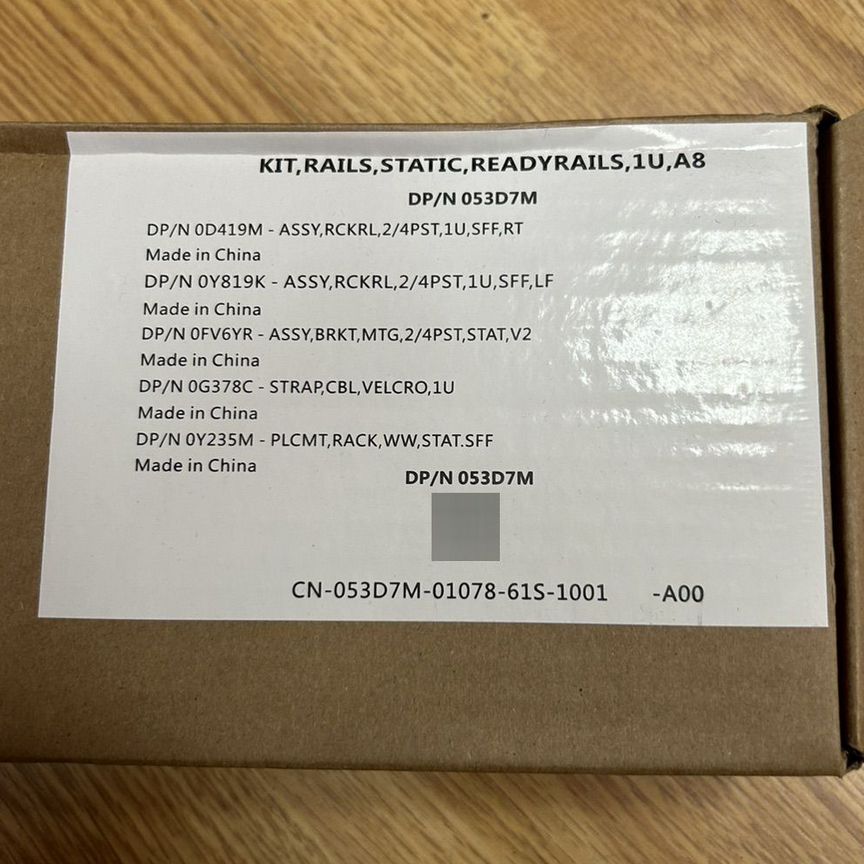 KIT,RAILS,STATIC,READYRAILS,1U,A8
DP/N 053D7M
DP/N 0D419M - ASSY,RCKRL,2/4PST,1U,SFF,RT
Made in China
DP/N 0Y819K - ASSY,RCKRL,2/4PST,1U,SFF,LF
Made in China
DP/N 0FV6YR - ASSY,BRKT,MTG,2/4PST,STAT,V2
Made in China
DP/N 0G378C - STRAP,CBL,VELCRO,1U
Made in China
DP/N 0Y235M - PLCMT,RACK,WW,STAT.SFF
Made in China
DP/N 053D7M
CN-053D7M-01078-61S-1001 -A00